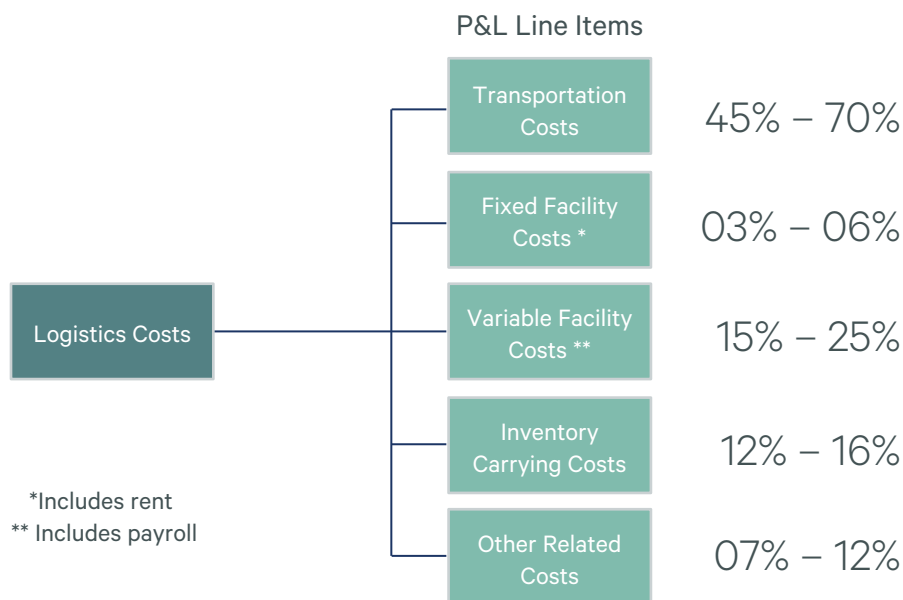 P&L Line Items
Transportation
Costs
45% – 70%
Fixed Facility
Costs *
03% – 06%
Logistics Costs
Variable Facility
Costs **
15% – 25%
Inventory
Carrying Costs
12% – 16%
*Includes rent
** Includes payroll
Other Related
Costs
07% – 12%